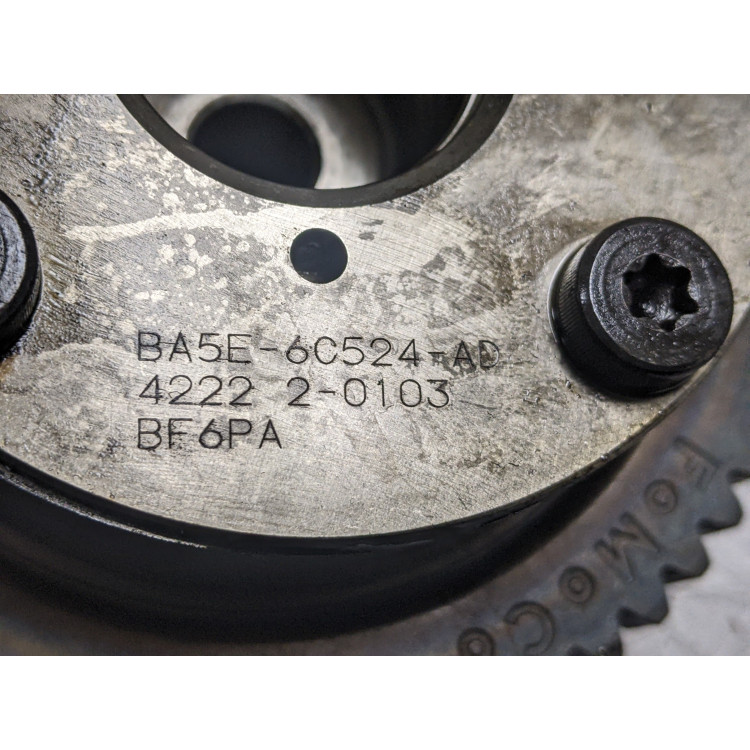 BA5E-6C524-AD
4222 2-0103
BF6PA
FoMoCo